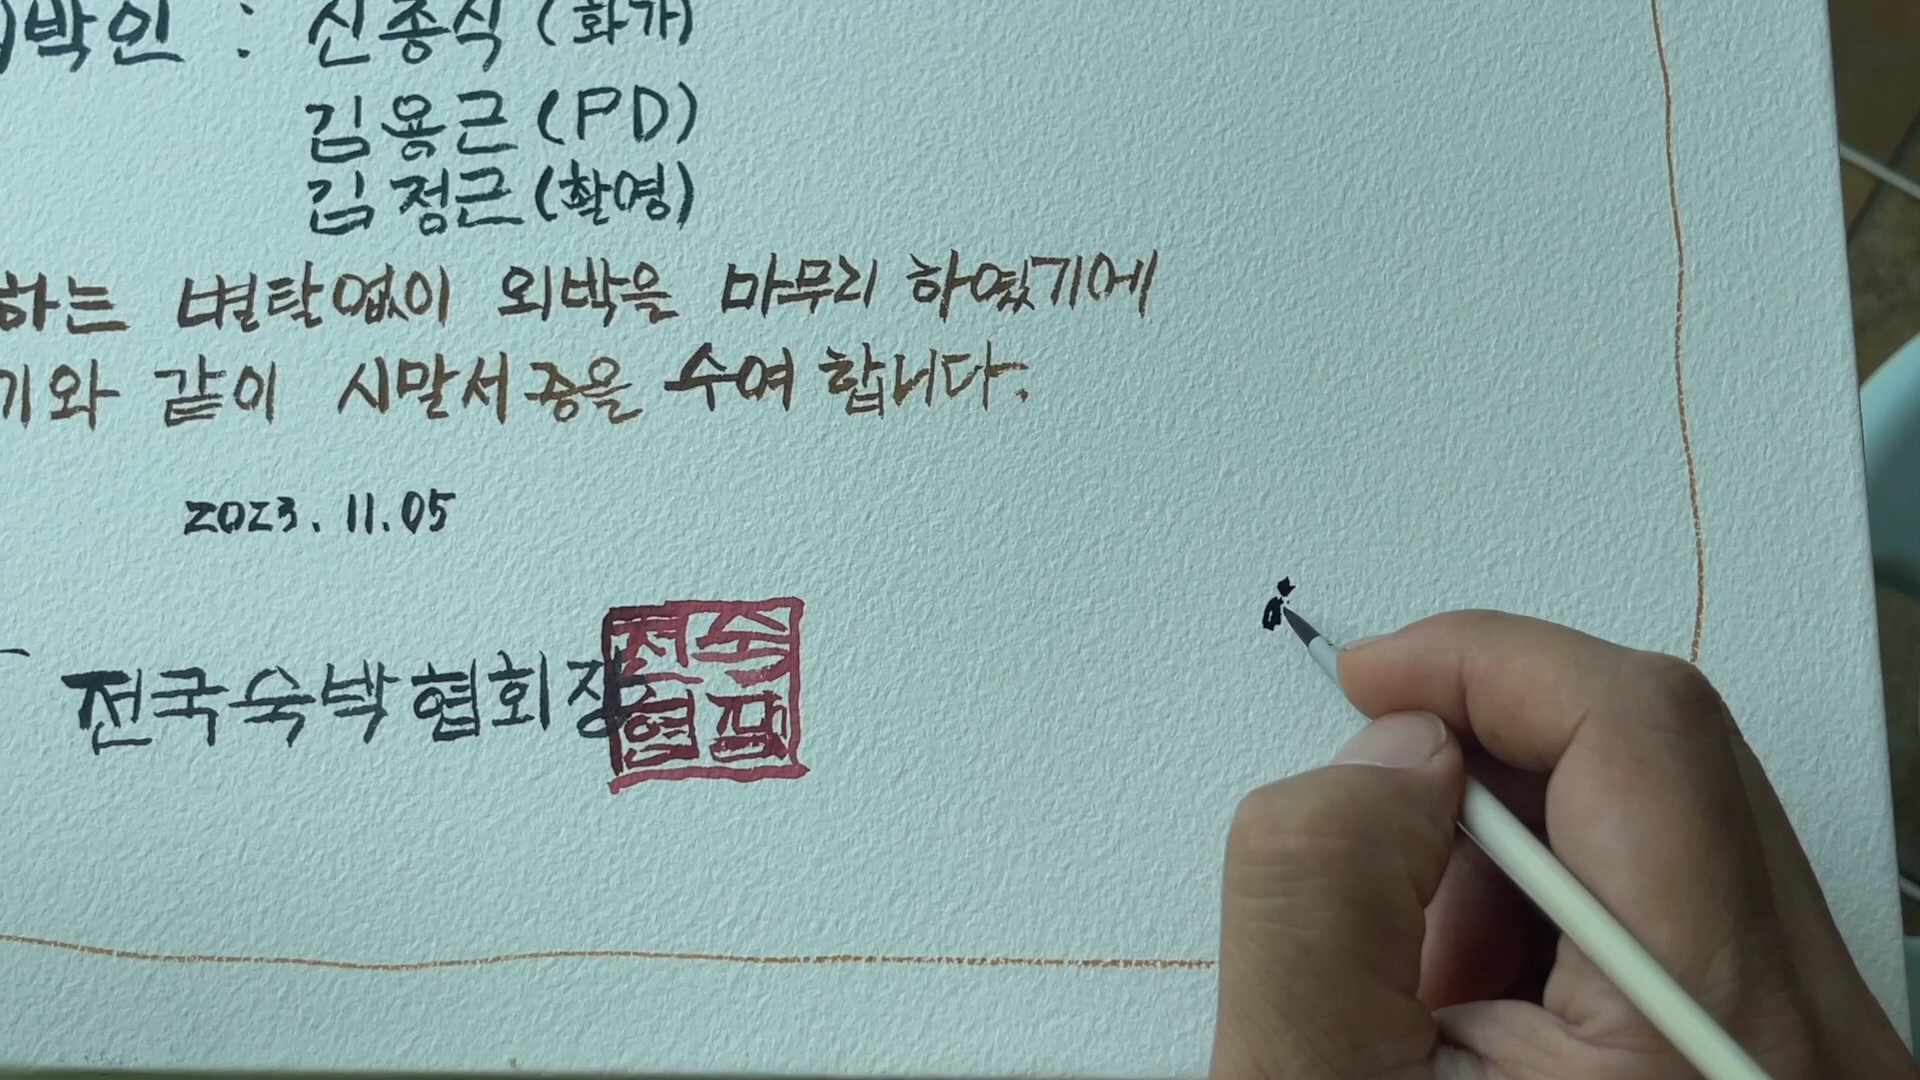 외박인 : 신종식 (화가)
김용근 (PD)
김정근 (촬영)
하는 별탈없이 외박을 마무리 하였기에
기와 같이 시말서증을 수여 합니다.
2023. 11. 05
전국숙박협회장